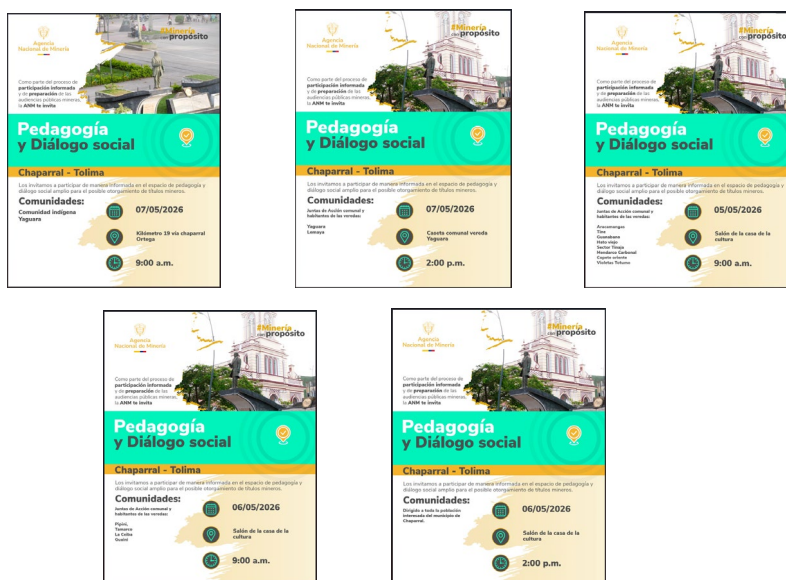 Agencia
Nacional de Minería
#Minería
con propósito
Como parte del proceso de
participación informada
y de preparación de las
audiencias públicas mineras,
la ANM te invita
Pedagogía
y Diálogo social
Chaparral - Tolima
Los invitamos a participar de manera informada en el espacio de pedagogía y
diálogo social amplio para el posible otorgamiento de títulos mineros.
Comunidades:
Comunidad indígena
Yaguara
07/05/2026
Kilómetro 19 vía chaparral
Ortega
9:00 a.m.
Agencia
Nacional de Minería
#Minería
con propósito
Como parte del proceso de
participación informada
y de preparación de las
audiencias públicas mineras,
la ANM te invita
Pedagogía
y Diálogo social
Chaparral - Tolima
Los invitamos a participar de manera informada en el espacio de pedagogía y
diálogo social amplio para el posible otorgamiento de títulos mineros.
Comunidades:
Juntas de Acción comunal y
habitantes de las veredas:
Yaguara
Lemaya
07/05/2026
Caseta comunal vereda
Yaguara
2:00 p.m.
Agencia
Nacional de Minería
#Minería
con propósito
Como parte del proceso de
participación informada
y de preparación de las
audiencias públicas mineras,
la ANM te invita
Pedagogía
y Diálogo social
Chaparral - Tolima
Los invitamos a participar de manera informada en el espacio de pedagogía y
diálogo social amplio para el posible otorgamiento de títulos mineros.
Comunidades:
Juntas de Acción comunal y
habitantes de las veredas:
Aracamangas
Tine
Guanabano
Hato viejo
Sector Tinaja
Mendarco Carbonal
Copete oriente
Violetas Totumo
05/05/2026
Salón de la casa de la
cultura
9:00 a.m.
Agencia
Nacional de Minería
#Minería
con propósito
Como parte del proceso de
participación informada
y de preparación de las
audiencias públicas mineras,
la ANM te invita
Pedagogía
y Diálogo social
Chaparral - Tolima
Los invitamos a participar de manera informada en el espacio de pedagogía y
diálogo social amplio para el posible otorgamiento de títulos mineros.
Comunidades:
Juntas de Acción comunal y
habitantes de las veredas:
Pipini,
Tamarco
La Ceiba
Guaini
06/05/2026
Salón de la casa de la
cultura
9:00 a.m.
Agencia
Nacional de Minería
#Minería
con propósito
Como parte del proceso de
participación informada
y de preparación de las
audiencias públicas mineras,
la ANM te invita
Pedagogía
y Diálogo social
Chaparral - Tolima
Los invitamos a participar de manera informada en el espacio de pedagogía y
diálogo social amplio para el posible otorgamiento de títulos mineros.
Comunidades:
Dirigido a toda la población
interesada del municipio de
Chaparral.
06/05/2026
Salón de la casa de la
cultura
2:00 p.m.